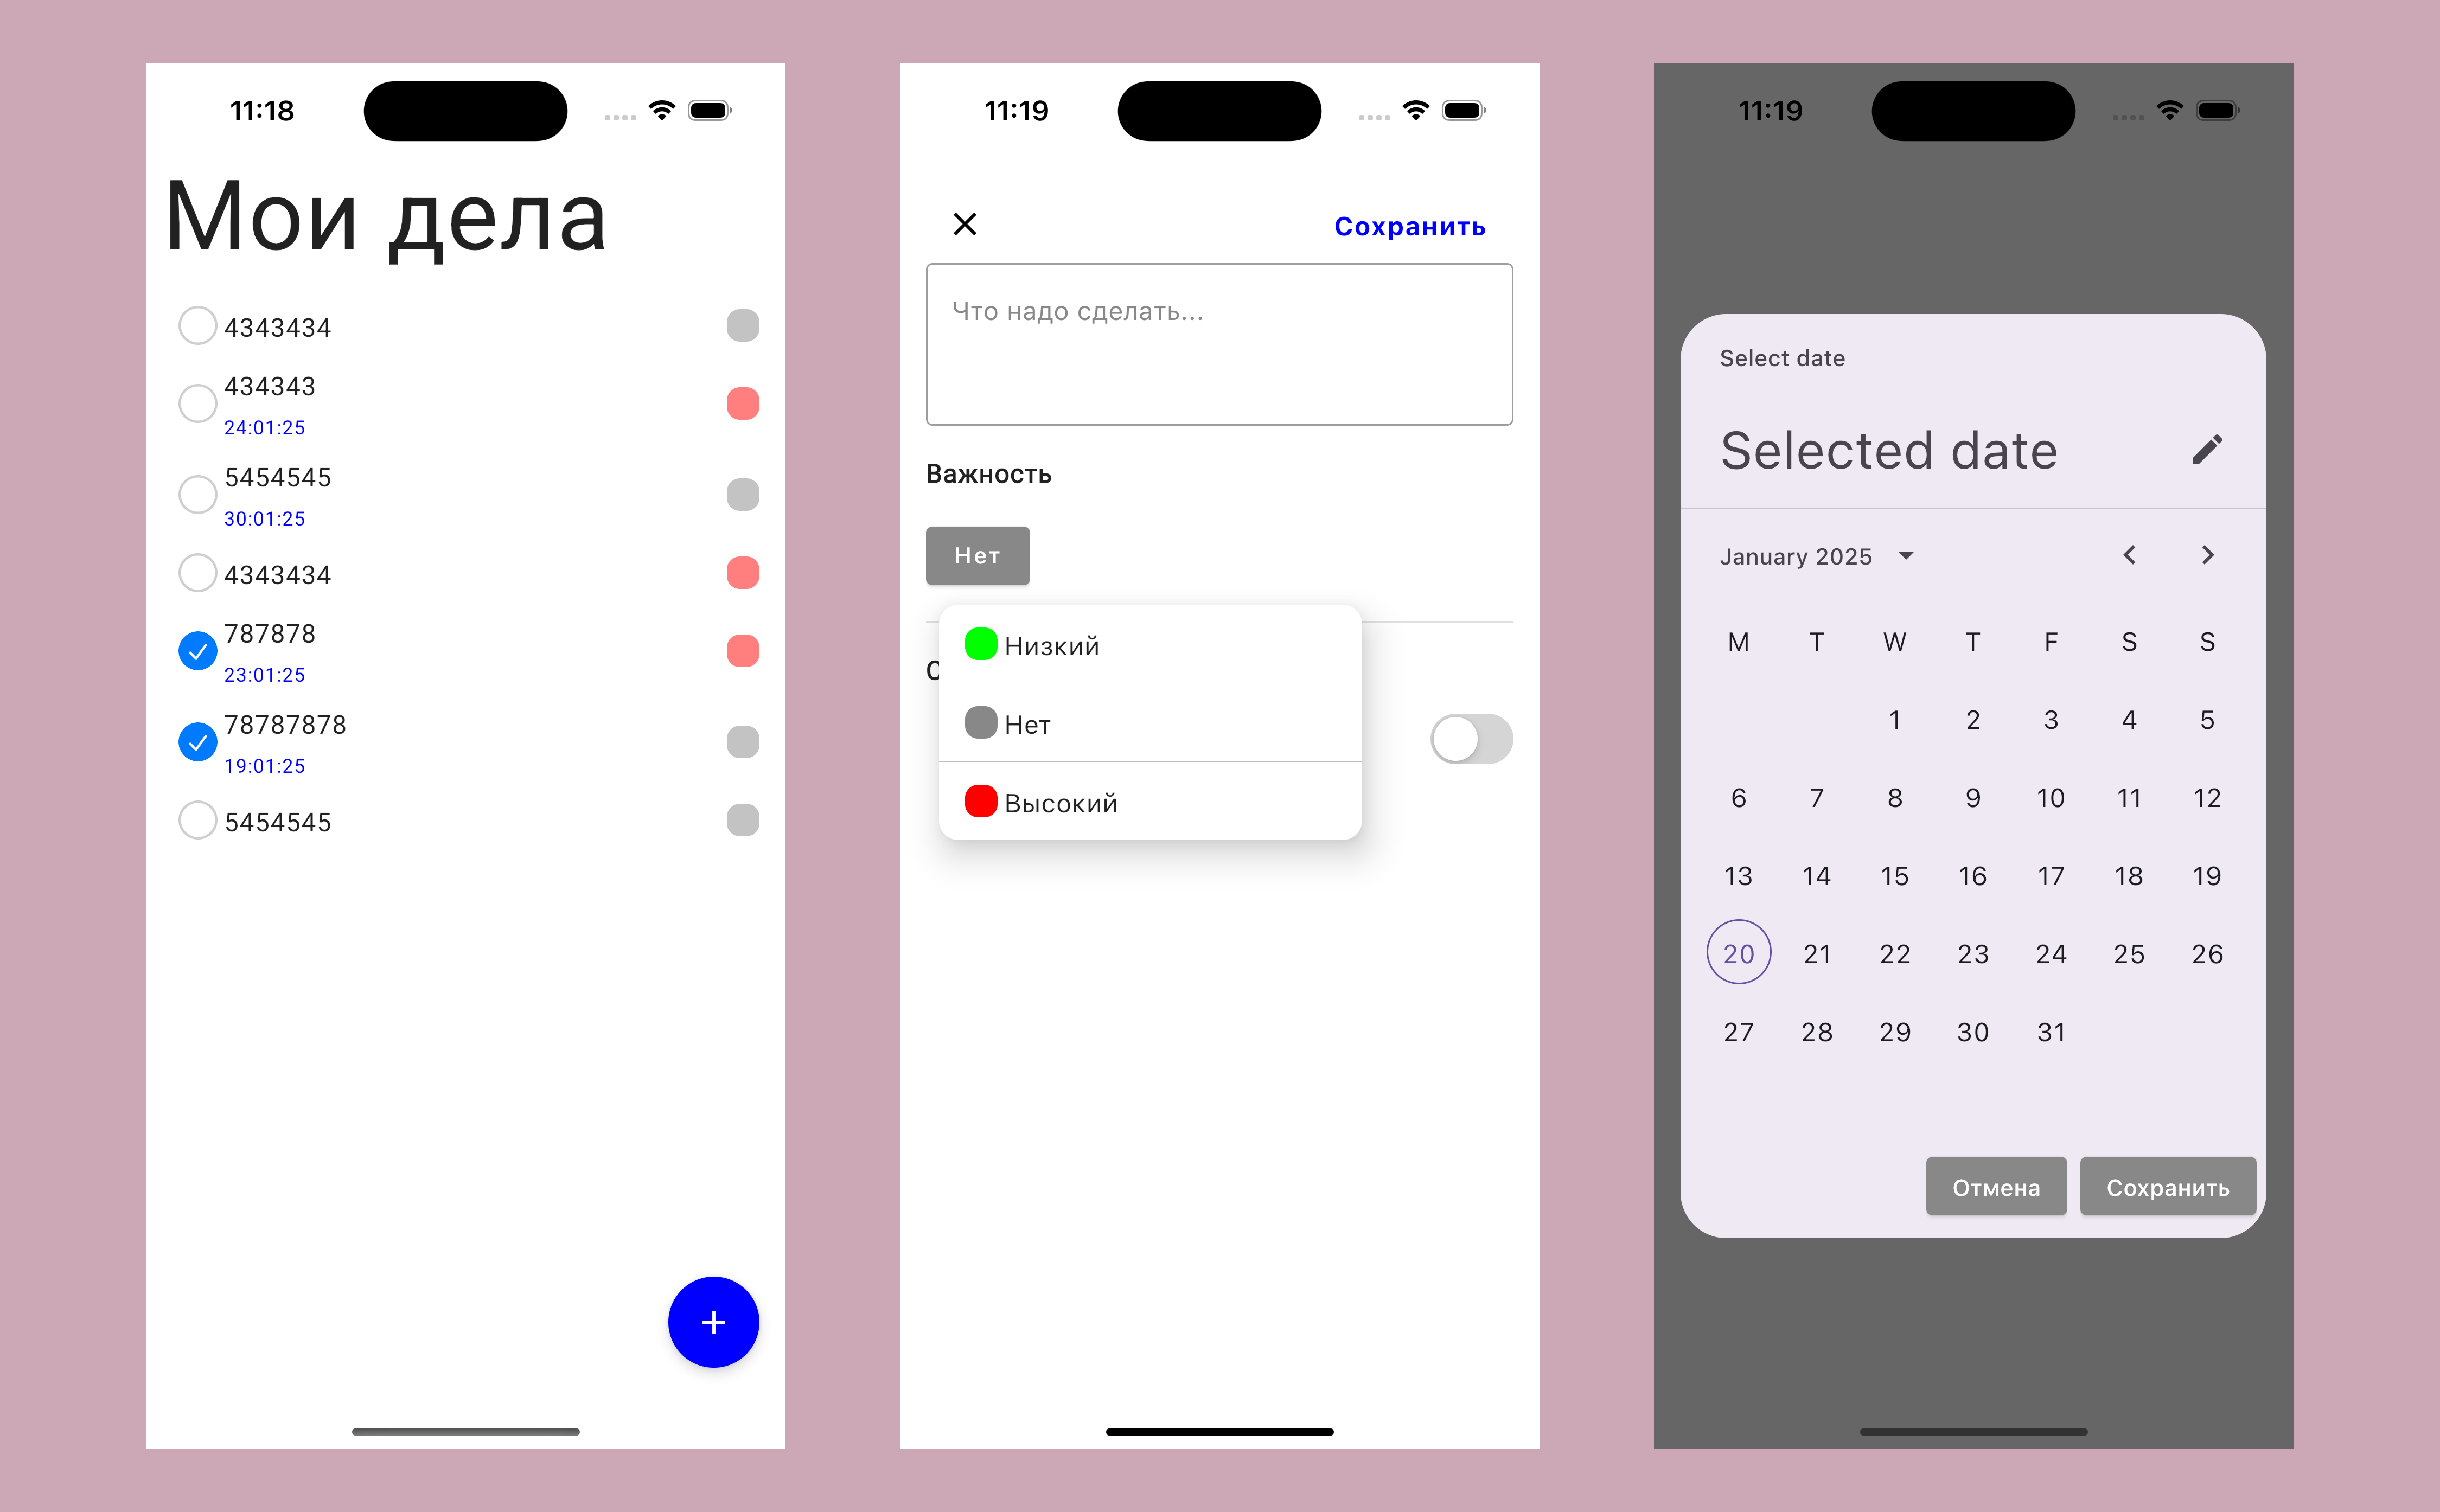 11:18
Мои дела
4343434
434343
24:01:25
5454545
30:01:25
4343434
787878
23:01:25
78787878
19:01:25
5454545
+
11:19
Сохранить
Что надо сделать...
Важность
Нет
Низкий
Нет
Высокий
11:19
Select date
Selected date
January 2025
M T W T F S S
1 2 3 4 5
6 7 8 9 10 11 12
13 14 15 16 17 18 19
20 21 22 23 24 25 26
27 28 29 30 31
Отмена Сохранить